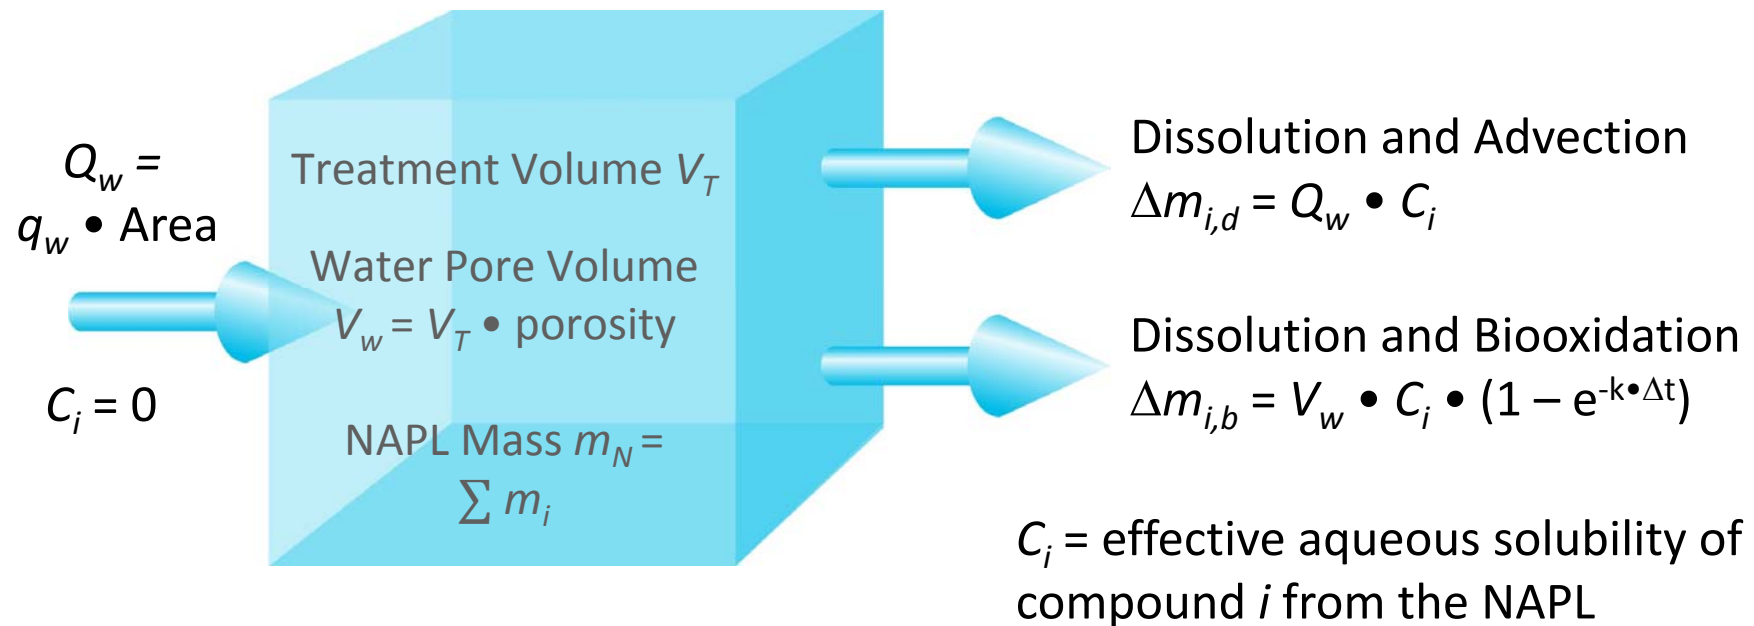 Q_w =
q_w • Area
C_i = 0
Treatment Volume V_T
Water Pore Volume
V_w = V_T • porosity
NAPL Mass m_N =
∑ m_i
Dissolution and Advection
Δm_{i,d} = Q_w • C_i
Dissolution and Biooxidation
Δm_{i,b} = V_w • C_i • (1 – e^{-k•Δt})
C_i = effective aqueous solubility of
compound i from the NAPL